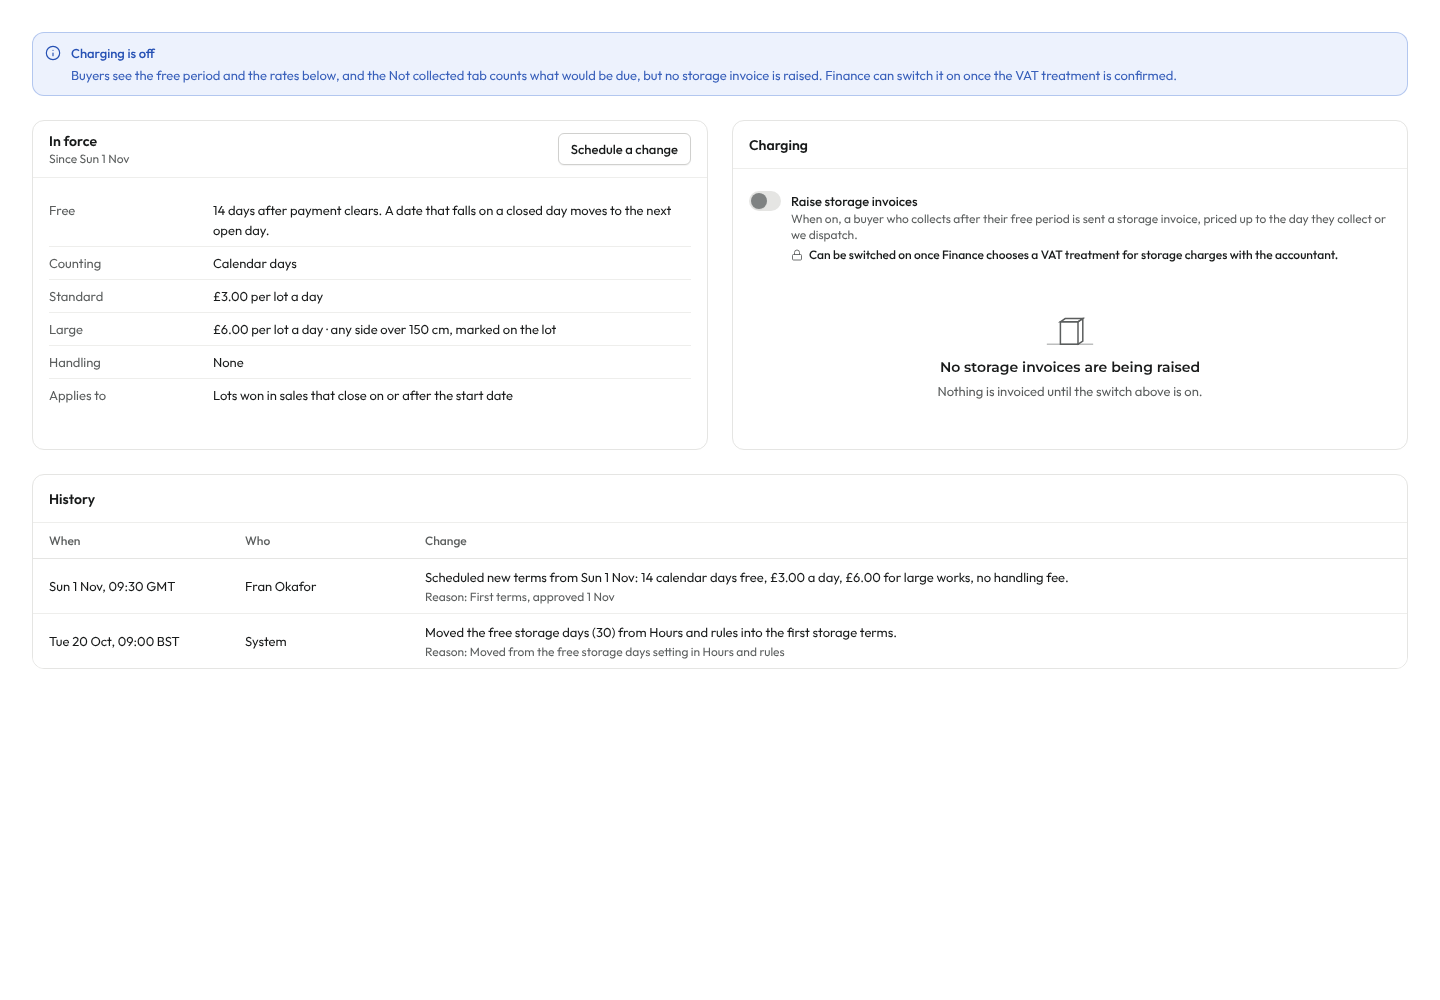 Charging is off
Buyers see the free period and the rates below, and the Not collected tab counts what would be due, but no storage invoice is raised. Finance can switch it on once the VAT treatment is confirmed.
In force
Since Sun 1 Nov
Schedule a change
Free
14 days after payment clears. A date that falls on a closed day moves to the next
open day.
Counting
Calendar days
Standard
£3.00 per lot a day
Large
£6.00 per lot a day · any side over 150 cm, marked on the lot
Handling
None
Applies to
Lots won in sales that close on or after the start date
Charging
Raise storage invoices
When on, a buyer who collects after their free period is sent a storage invoice, priced up to the day they collect or
we dispatch.
Can be switched on once Finance chooses a VAT treatment for storage charges with the accountant.
No storage invoices are being raised
Nothing is invoiced until the switch above is on.
History
When
Who
Change
Sun 1 Nov, 09:30 GMT
Fran Okafor
Scheduled new terms from Sun 1 Nov: 14 calendar days free, £3.00 a day, £6.00 for large works, no handling fee.
Reason: First terms, approved 1 Nov
Tue 20 Oct, 09:00 BST
System
Moved the free storage days (30) from Hours and rules into the first storage terms.
Reason: Moved from the free storage days setting in Hours and rules